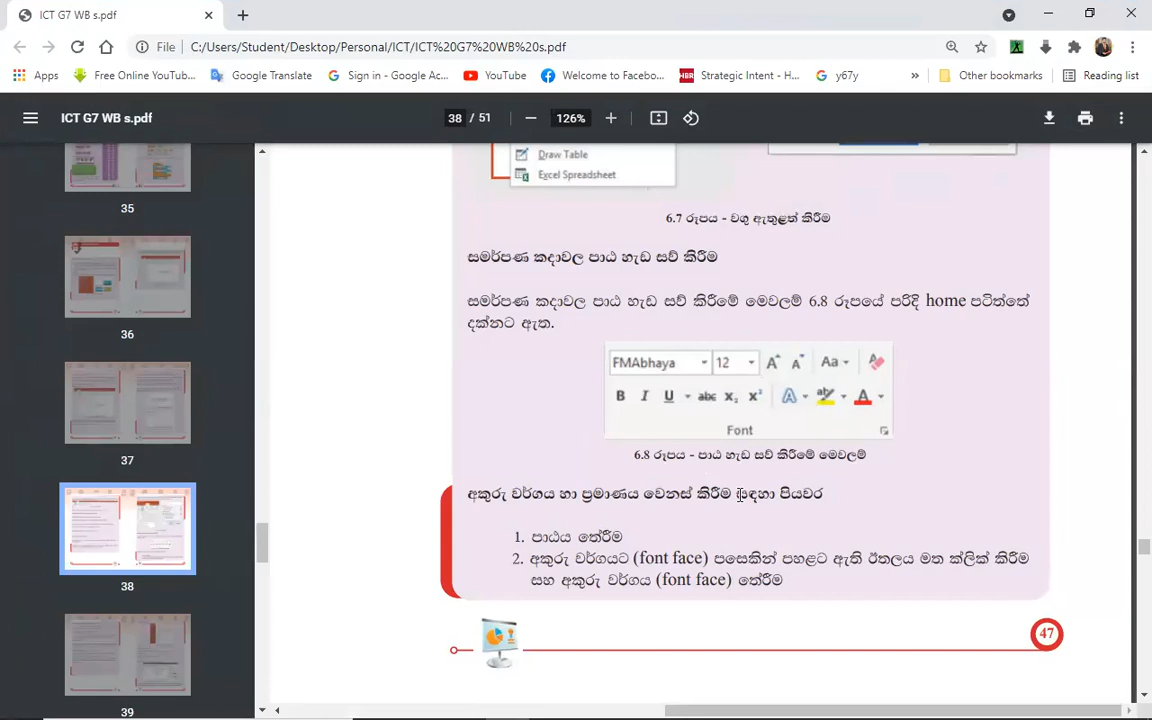 ICT G7 WB s.pdf
File
C:/Users/Student/Desktop/Personal/ICT/ICT%20G7%20WB%20s.pdf
Apps
Free Online YouTub...
Google Translate
Sign in - Google Ac...
YouTube
Welcome to Facebo...
HBR
Strategic Intent - H...
y67y
»
Other bookmarks
Reading list
ICT G7 WB s.pdf
38 / 51
126%
35
36
37
38
39
Draw Table
Excel Spreadsheet
6.7 රූපය - වගු ඇතුළත් කිරීම
සමර්පණ කදාවල පාඨ හැඩ සව් කිරීම
සමර්පණ කදාවල පාඨ හැඩ සව් කිරීමේ මෙවලම් 6.8 රූපයේ පරිදි home පටිත්තේ
දක්නට ඇත.
FMAbhaya 12 A A Aa
B I U abc X₂ X² A aby A
Font
6.8 රූපය - පාඨ හැඩ සව් කිරීමේ මෙවලම්
අකුරු වර්ගය හා ප්‍රමාණය වෙනස් කිරීම සඳහා පියවර
1. පාඨය තේරීම
2. අකුරු වර්ගයට (font face) පසෙකින් පහළට ඇති ඊතලය මත ක්ලික් කිරීම
සහ අකුරු වර්ගය (font face) තේරීම
47